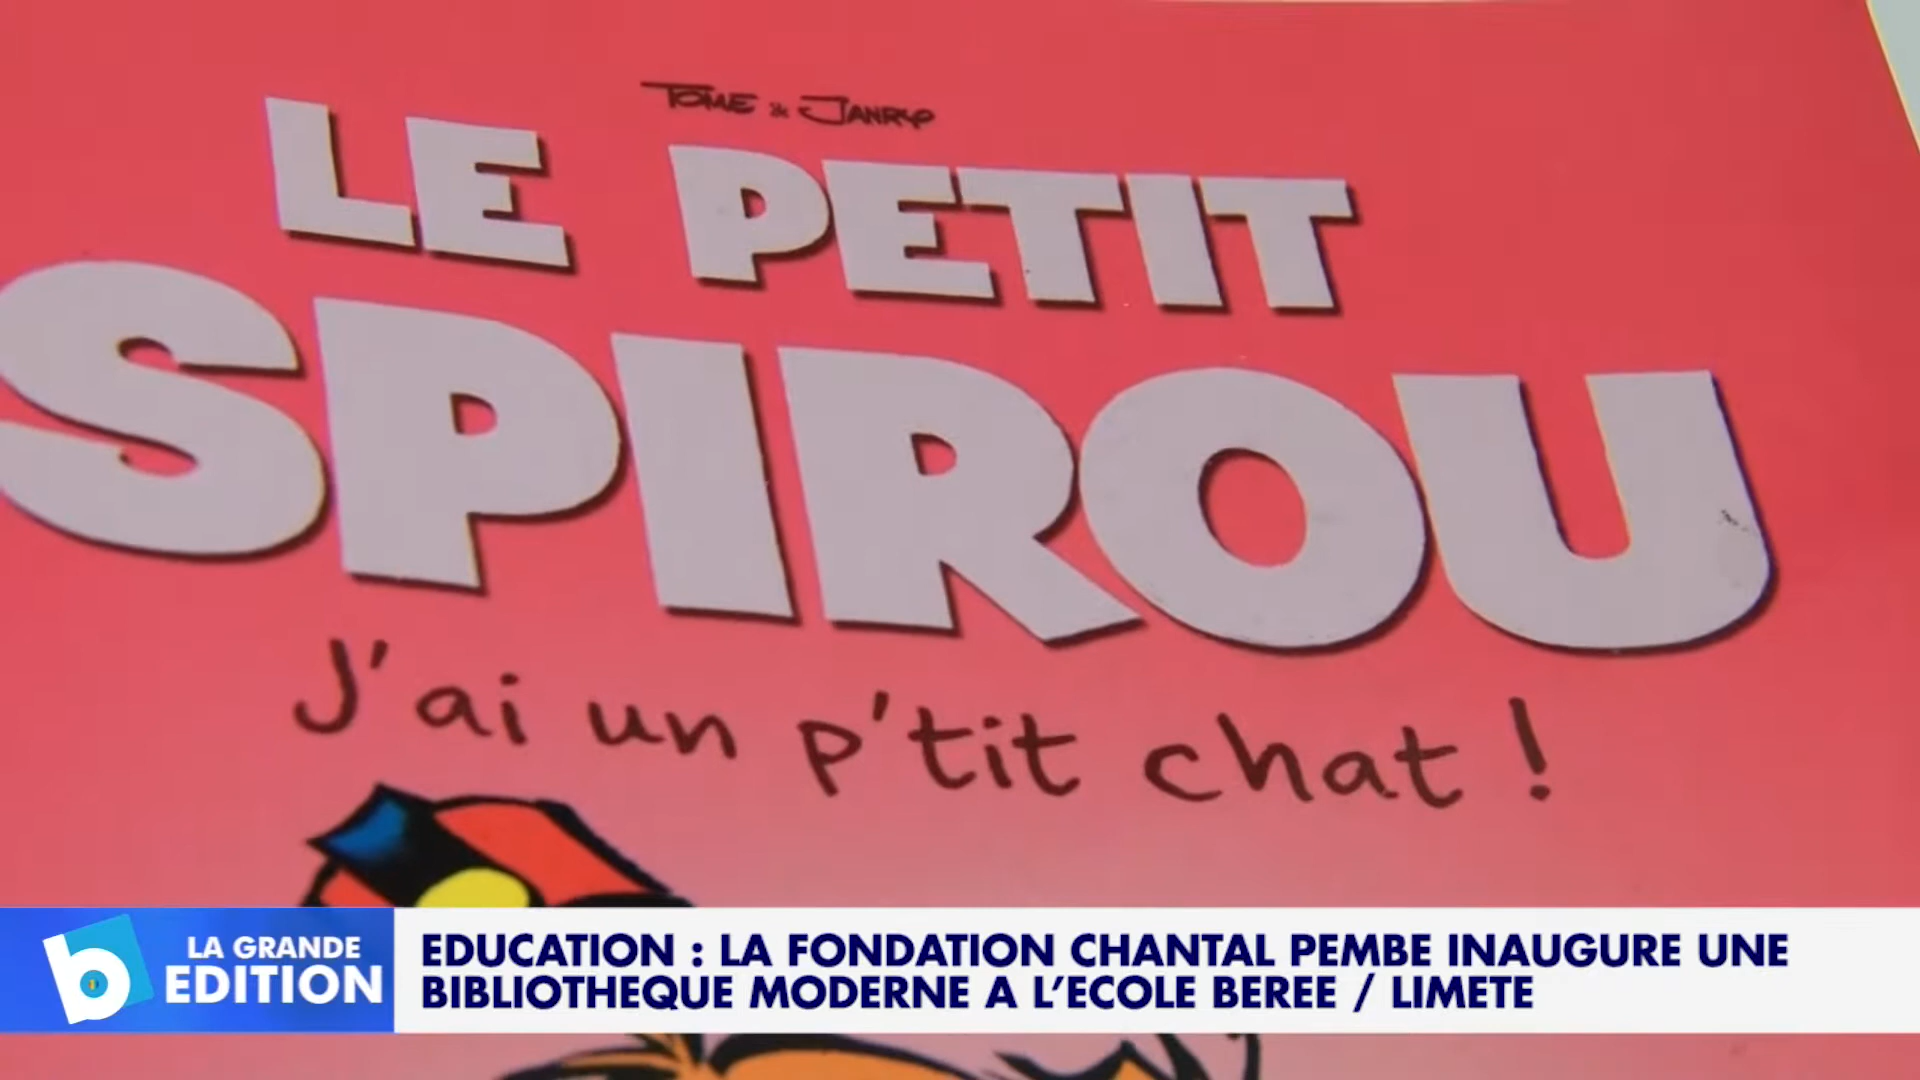 TOME & JANRY
LE PETIT
SPIROU
J'ai un p'tit chat !
b LA GRANDE
EDITION
EDUCATION : LA FONDATION CHANTAL PEMBE INAUGURE UNE
BIBLIOTHEQUE MODERNE A L'ECOLE BEREE / LIMETE